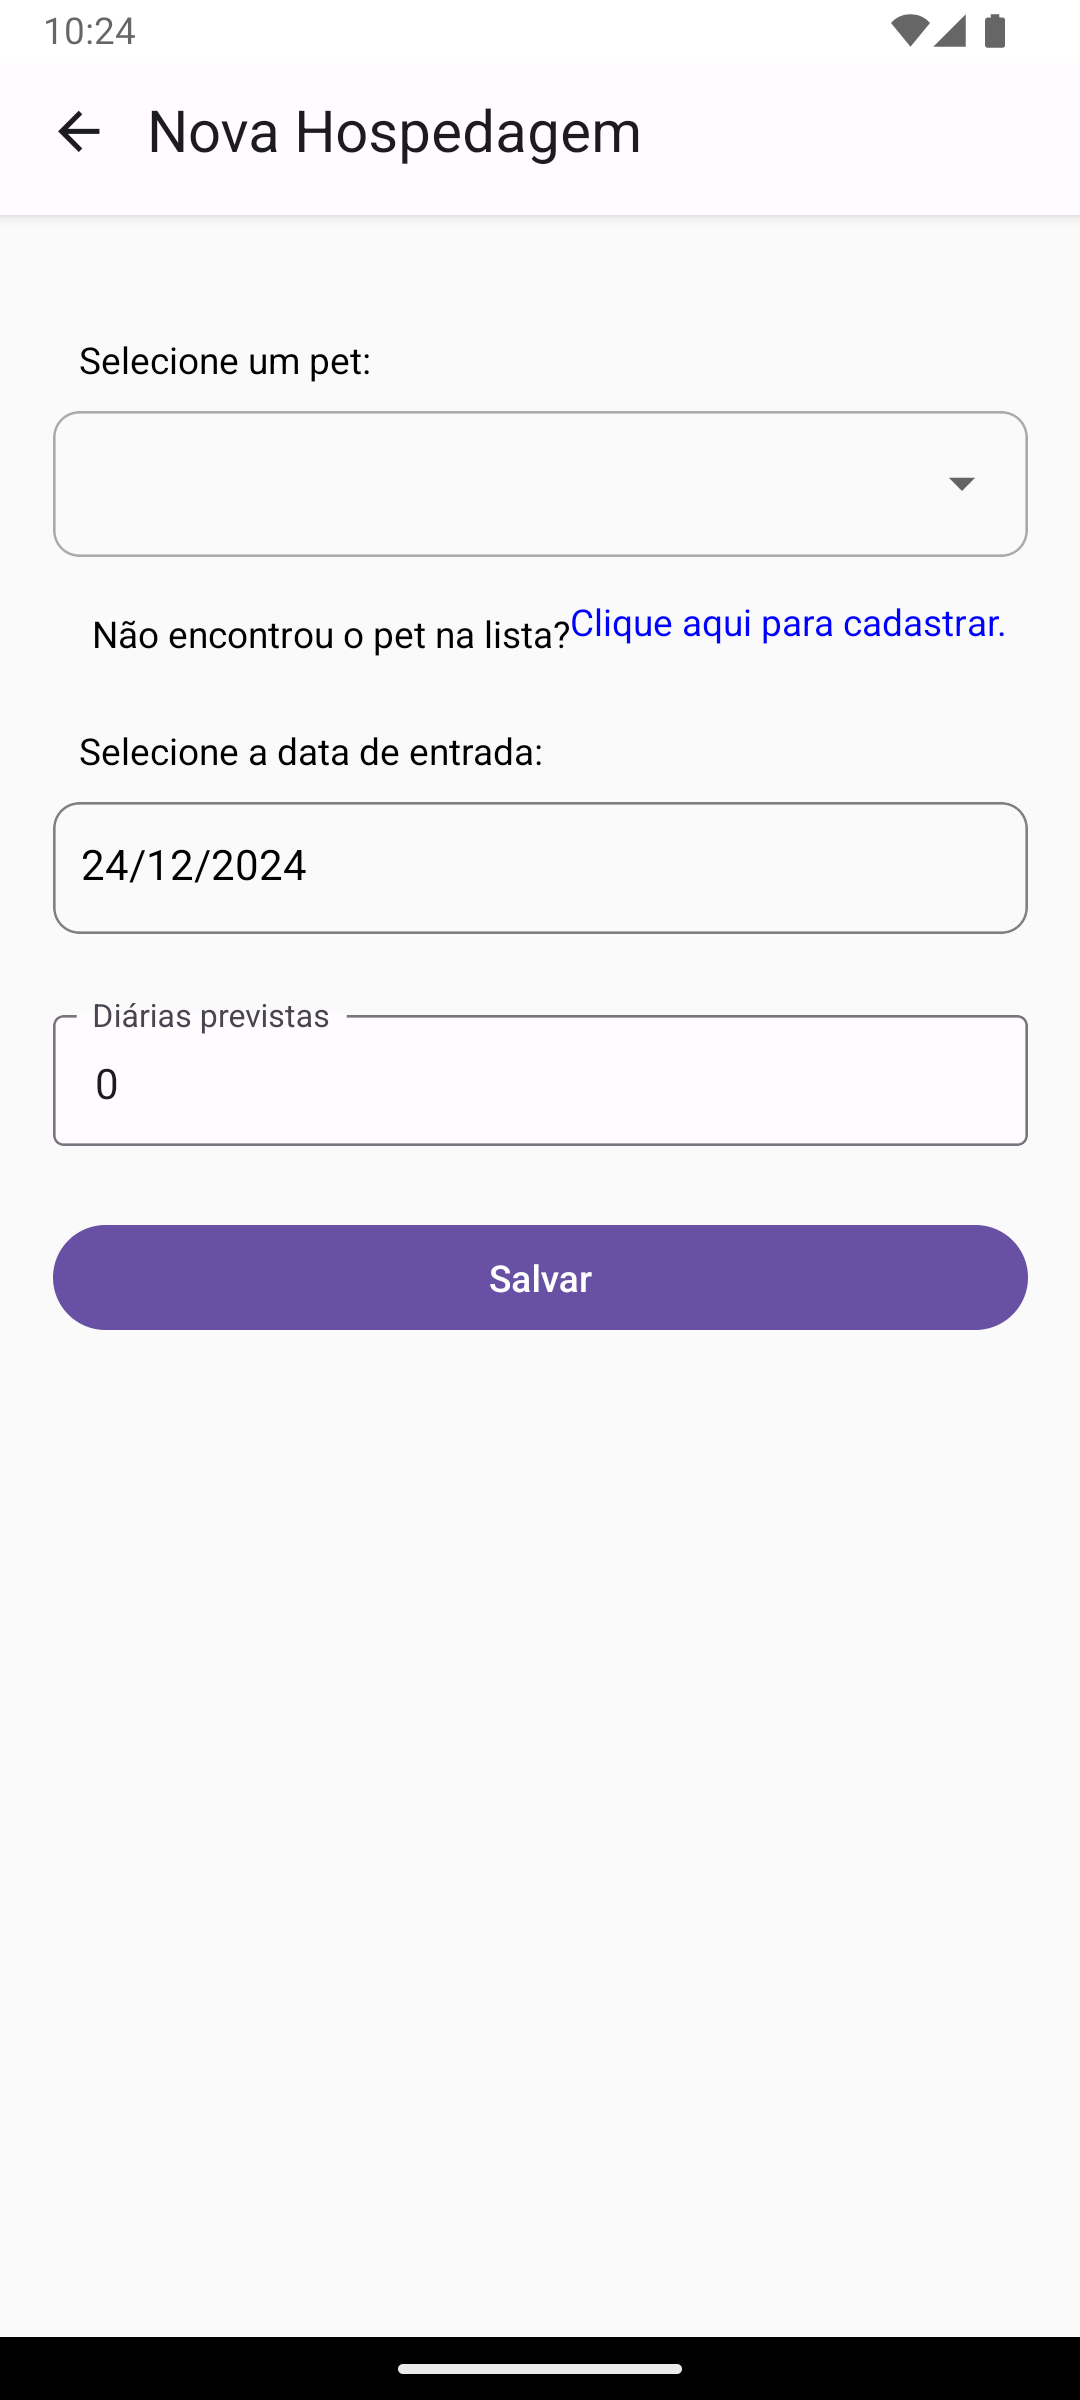 10:24
Nova Hospedagem
Selecione um pet:
Não encontrou o pet na lista?Clique aqui para cadastrar.
Selecione a data de entrada:
24/12/2024
Diárias previstas
0
Salvar